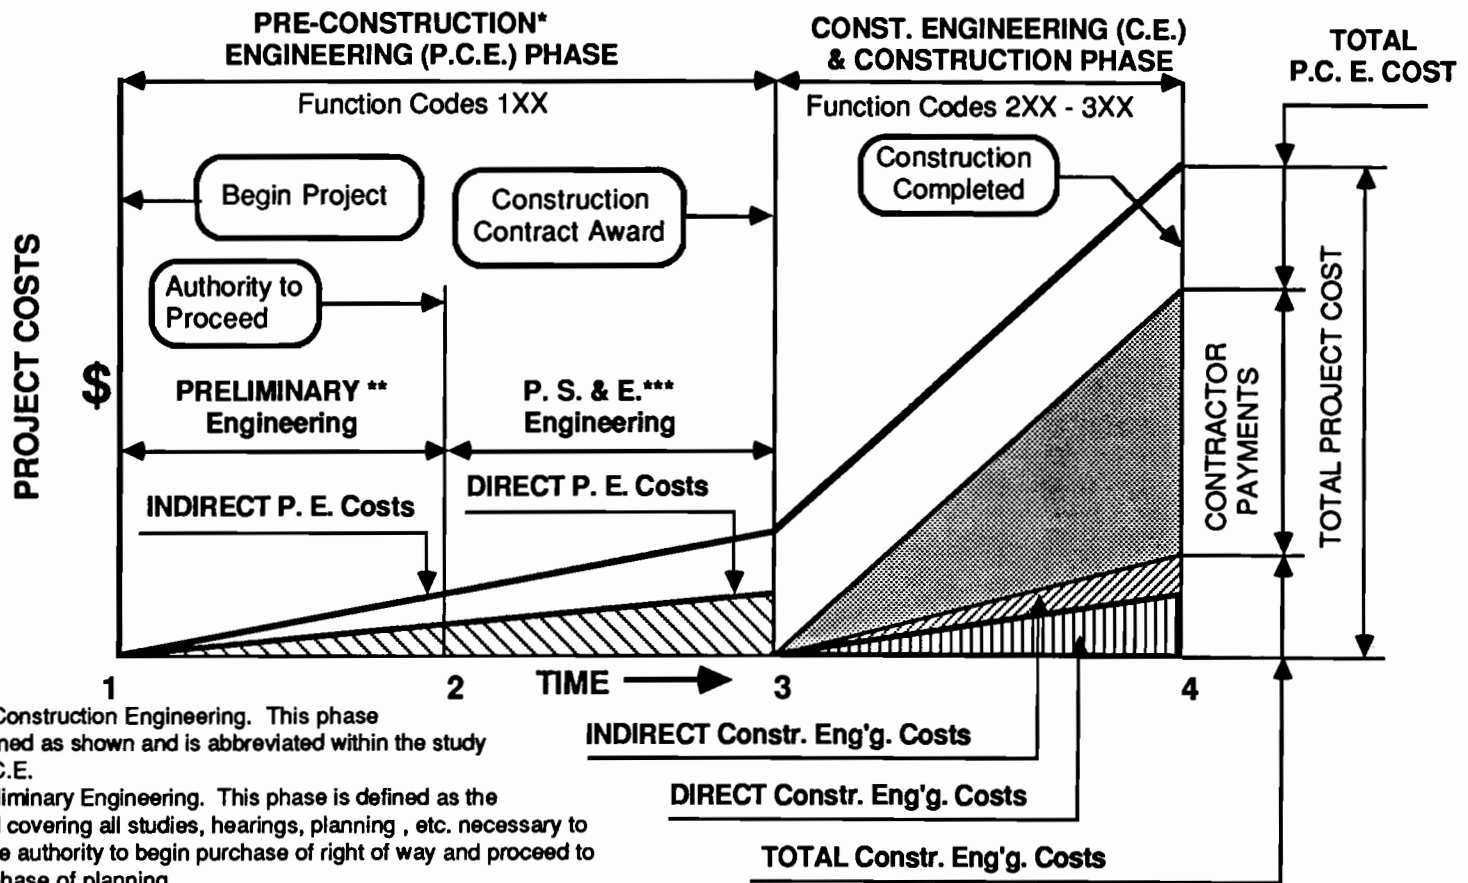 PRE-CONSTRUCTION*
ENGINEERING (P.C.E.) PHASE
CONST. ENGINEERING (C.E.)
& CONSTRUCTION PHASE
TOTAL
P.C. E. COST
Function Codes 1XX
Function Codes 2XX - 3XX
Begin Project
Construction
Contract Award
Construction
Completed
Authority to
Proceed
PROJECT COSTS
$
PRELIMINARY **
Engineering
P. S. & E.***
Engineering
INDIRECT P. E. Costs
DIRECT P. E. Costs
CONTRACTOR
PAYMENTS
TOTAL PROJECT COST
1
2
TIME
3
4
Construction Engineering. This phase
ned as shown and is abbreviated within the study
C.E.
liminary Engineering. This phase is defined as the
l covering all studies, hearings, planning , etc. necessary to
e authority to begin purchase of right of way and proceed to
hase of planning
INDIRECT Constr. Eng'g. Costs
DIRECT Constr. Eng'g. Costs
TOTAL Constr. Eng'g. Costs